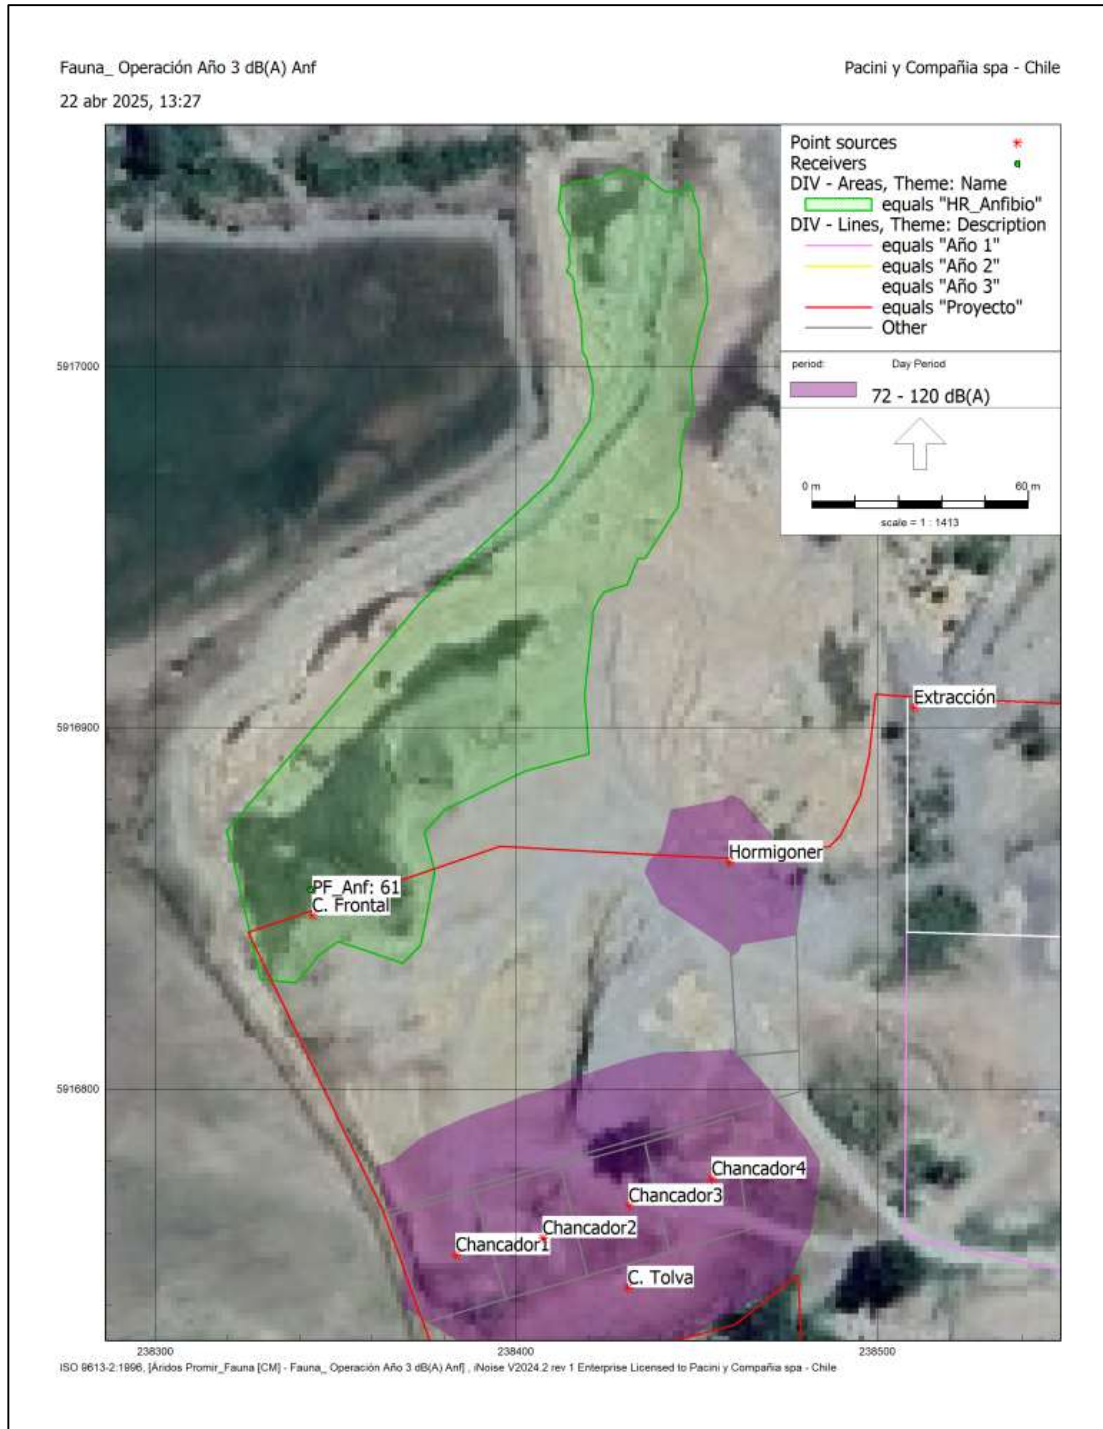 Fauna_ Operación Año 3 dB(A) Anf
Pacini y Compañia spa - Chile
22 abr 2025, 13:27
Point sources
Receivers
DIV - Areas, Theme: Name
equals "HR_Anfibio"
DIV - Lines, Theme: Description
equals "Año 1"
equals "Año 2"
equals "Año 3"
equals "Proyecto"
Other
period: Day Period
72 - 120 dB(A)
0 m 60 m
scale = 1 : 1413
5917000
5916900
5916800
Extracción
Hormigoner
PF_Anf: 61
C. Frontal
Chancador4
Chancador3
Chancador2
Chancador1
C. Tolva
238300 238400 238500
ISO 9613-2:1996, [Áridos Promir_Fauna [CM] - Fauna_ Operación Año 3 dB(A) Anf] , iNoise V2024.2 rev 1 Enterprise Licensed to Pacini y Compañia spa - Chile